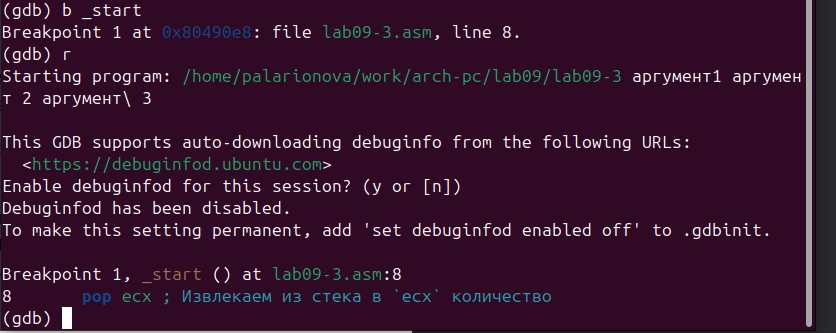 (gdb) b _start
Breakpoint 1 at 0x80490e8: file lab09-3.asm, line 8.
(gdb) r
Starting program: /home/palarionova/work/arch-pc/lab09/lab09-3 аргумент1 аргумен
т 2 аргумент\ 3
This GDB supports auto-downloading debuginfo from the following URLs:
<https://debuginfod.ubuntu.com>
Enable debuginfod for this session? (y or [n])
Debuginfod has been disabled.
To make this setting permanent, add 'set debuginfod enabled off' to .gdbinit.
Breakpoint 1, _start () at lab09-3.asm:8
8 pop ecx ; Извлекаем из стека в `ecx` количество
(gdb)